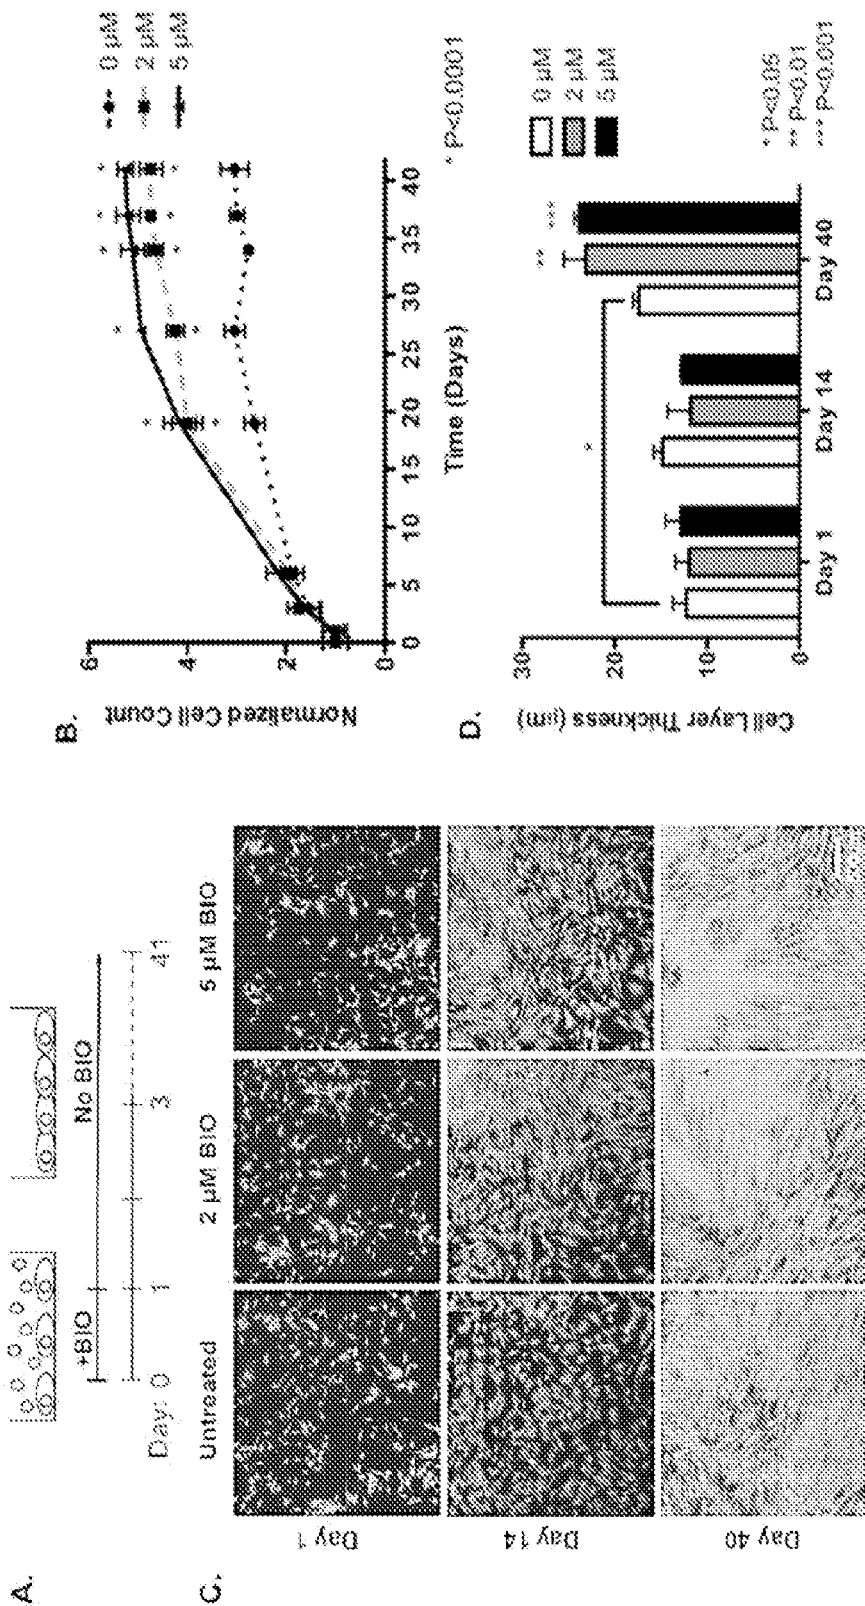 A.
+BIO
No BIO
Day: 0
1
3
41
B.
Normalized Cell Count
6
4
2
0
0
5
10
15
20
25
30
35
40
Time (Days)
0 µM
2 µM
5 µM
* P<0.0001
C.
Untreated
2 µM BIO
5 µM BIO
Day 1
Day 14
Day 40
D.
Cell Layer Thickness (µm)
30
20
10
0
Day 1
Day 14
Day 40
0 µM
2 µM
5 µM
*
**
***
* P<0.05
** P<0.01
*** P<0.001